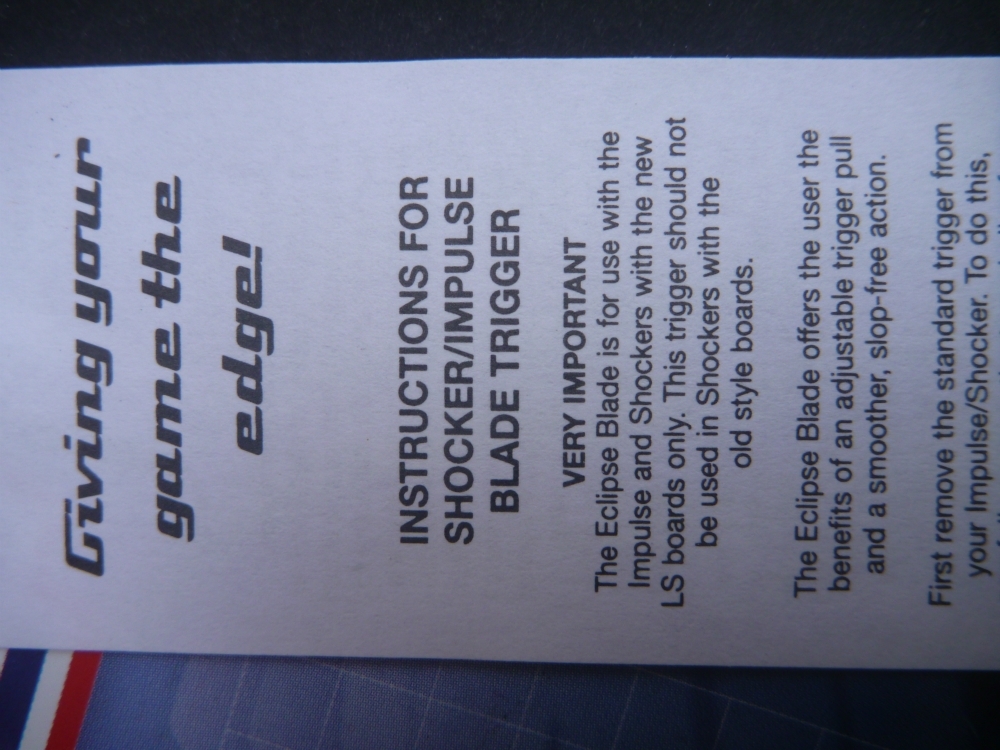 Giving your
game the
edge!
INSTRUCTIONS FOR
SHOCKER/IMPULSE
BLADE TRIGGER
VERY IMPORTANT
The Eclipse Blade is for use with the
Impulse and Shockers with the new
LS boards only. This trigger should not
be used in Shockers with the
old style boards.
The Eclipse Blade offers the user the
benefits of an adjustable trigger pull
and a smoother, slop-free action.
First remove the standard trigger from
your Impulse/Shocker. To do this,